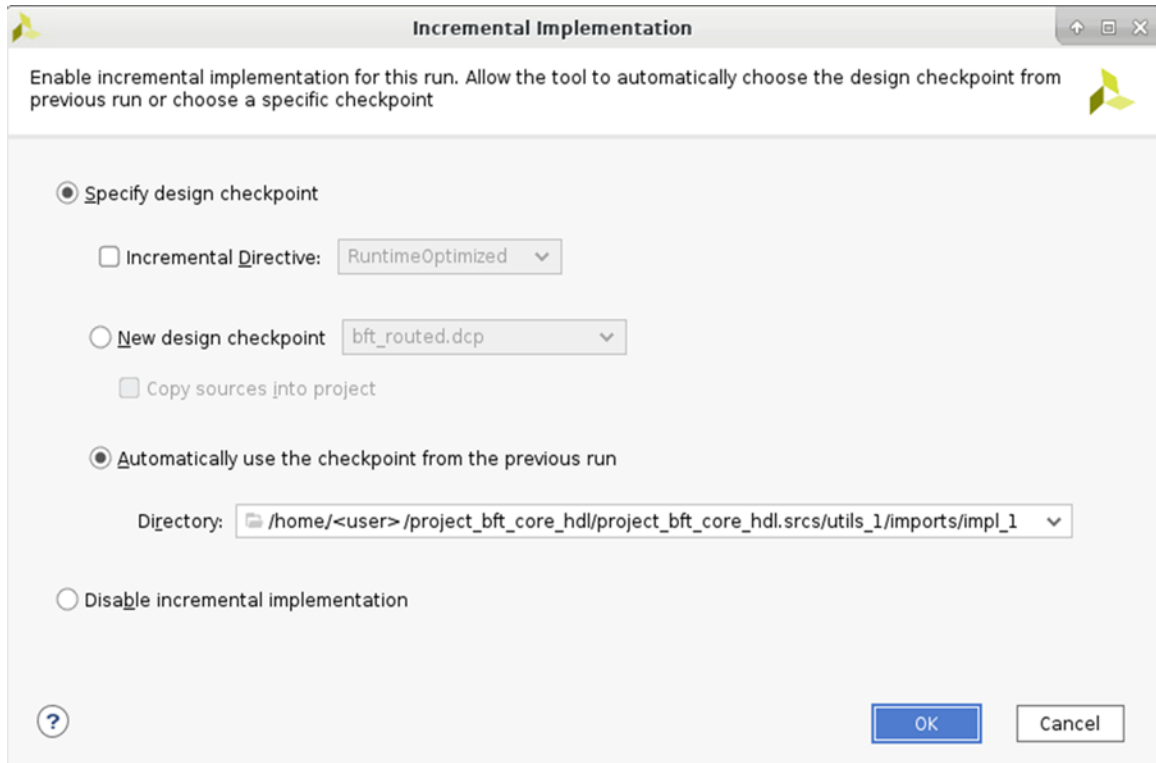 Incremental Implementation
Enable incremental implementation for this run. Allow the tool to automatically choose the design checkpoint from
previous run or choose a specific checkpoint
Specify design checkpoint
Incremental Directive: RuntimeOptimized
New design checkpoint bft_routed.dcp
Copy sources into project
Automatically use the checkpoint from the previous run
Directory: /home/<user>/project_bft_core_hdl/project_bft_core_hdl.srcs/utils_1/imports/impl_1
Disable incremental implementation
? OK Cancel